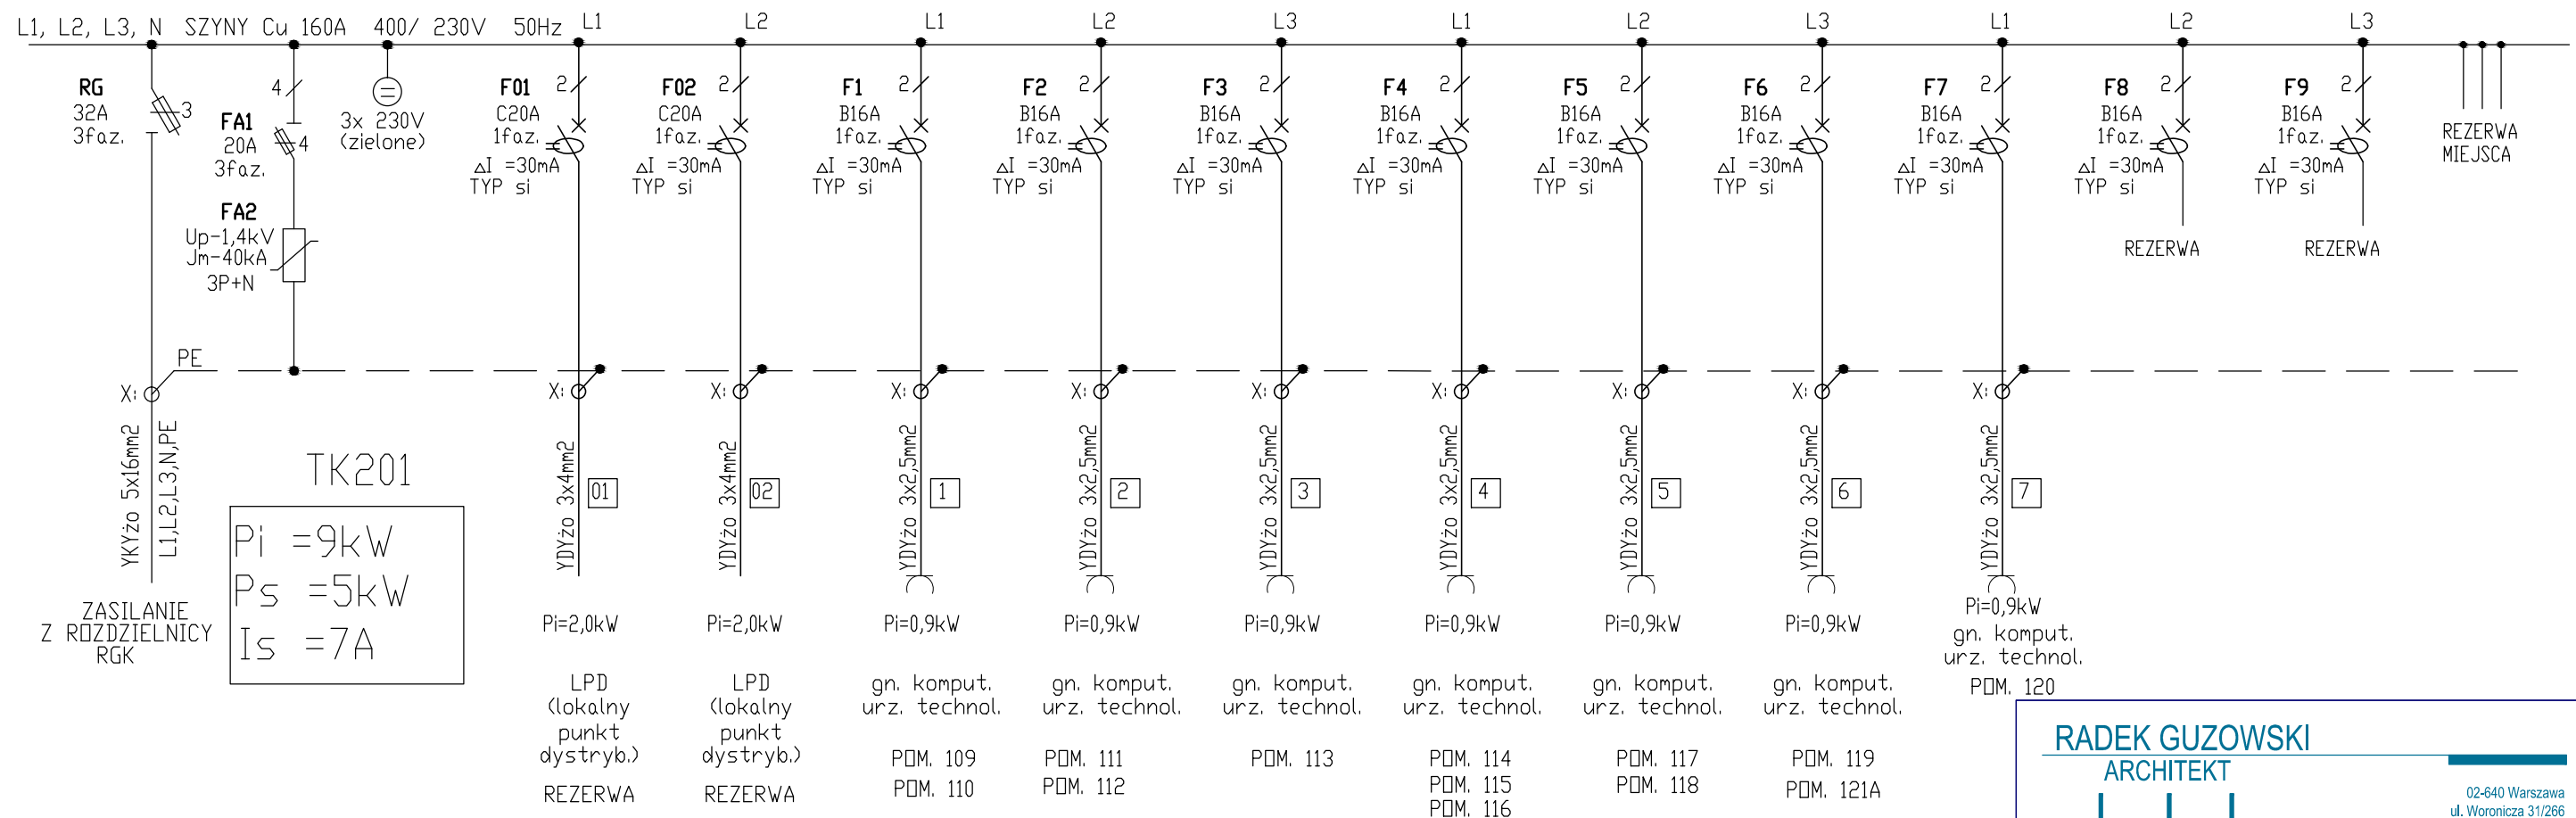 L1, L2, L3, N SZYNY Cu 160A 400/ 230V 50Hz
L1
L2
L1
L2
L3
L1
L2
L3
L1
L2
L3
RG
32A
3faz.
3
4
FA1
20A
3faz.
4
FA2
Up-1,4kV
Jm-40kA
3P+N
3x 230V
(zielone)
F01
C20A
1faz.
ΔI =30mA
TYP si
2
F02
C20A
1faz.
ΔI =30mA
TYP si
2
F1
B16A
1faz.
ΔI =30mA
TYP si
2
F2
B16A
1faz.
ΔI =30mA
TYP si
2
F3
B16A
1faz.
ΔI =30mA
TYP si
2
F4
B16A
1faz.
ΔI =30mA
TYP si
2
F5
B16A
1faz.
ΔI =30mA
TYP si
2
F6
B16A
1faz.
ΔI =30mA
TYP si
2
F7
B16A
1faz.
ΔI =30mA
TYP si
2
F8
B16A
1faz.
ΔI =30mA
TYP si
2
REZERWA
F9
B16A
1faz.
ΔI =30mA
TYP si
2
REZERWA
REZERWA
MIEJSCA
PE
X:
X:
X:
X:
X:
X:
X:
X:
X:
X:
YKYżo 5x16mm2
L1,L2,L3,N,PE
ZASILANIE
Z ROZDZIELNICY
RGK
TK201
Pi =9kW
Ps =5kW
Is =7A
YDYżo 3x4mm2
01
Pi=2,0kW
LPD
(lokalny
punkt
dystryb.)
REZERWA
YDYżo 3x4mm2
02
Pi=2,0kW
LPD
(lokalny
punkt
dystryb.)
REZERWA
YDYżo 3x2,5mm2
1
Pi=0,9kW
gn. komput.
urz. technol.
POM. 109
POM. 110
YDYżo 3x2,5mm2
2
Pi=0,9kW
gn. komput.
urz. technol.
POM. 111
POM. 112
YDYżo 3x2,5mm2
3
Pi=0,9kW
gn. komput.
urz. technol.
POM. 113
YDYżo 3x2,5mm2
4
Pi=0,9kW
gn. komput.
urz. technol.
POM. 114
POM. 115
POM. 116
YDYżo 3x2,5mm2
5
Pi=0,9kW
gn. komput.
urz. technol.
POM. 117
POM. 118
YDYżo 3x2,5mm2
6
Pi=0,9kW
gn. komput.
urz. technol.
POM. 119
POM. 121A
YDYżo 3x2,5mm2
7
Pi=0,9kW
gn. komput.
urz. technol.
POM. 120
RADEK GUZOWSKI
ARCHITEKT
02-640 Warszawa
ul. Woronicza 31/266